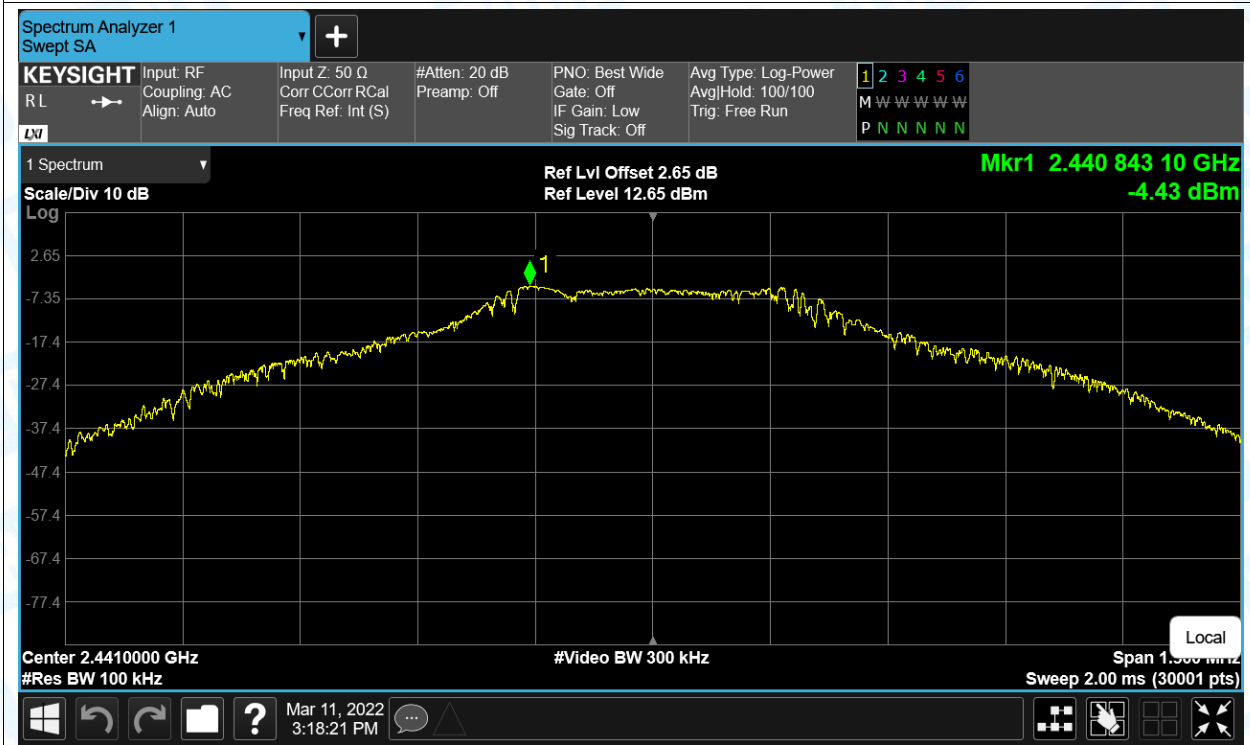 Spectrum Analyzer 1
Swept SA
+
KEYSIGHT
R L
LXI
Input: RF
Coupling: AC
Align: Auto
Input Z: 50 Ω
Corr CCorr RCal
Freq Ref: Int (S)
#Atten: 20 dB
Preamp: Off
PNO: Best Wide
Gate: Off
IF Gain: Low
Sig Track: Off
Avg Type: Log-Power
Avg|Hold: 100/100
Trig: Free Run
1 2 3 4 5 6
M W W W W W
P N N N N N
1 Spectrum
Scale/Div 10 dB
Log
Ref Lvl Offset 2.65 dB
Ref Level 12.65 dBm
Mkr1 2.440 843 10 GHz
-4.43 dBm
1
2.65
-7.35
-17.4
-27.4
-37.4
-47.4
-57.4
-67.4
-77.4
Local
Center 2.4410000 GHz
#Video BW 300 kHz
Span
#Res BW 100 kHz
Sweep 2.00 ms (30001 pts)
?
Mar 11, 2022
3:18:21 PM